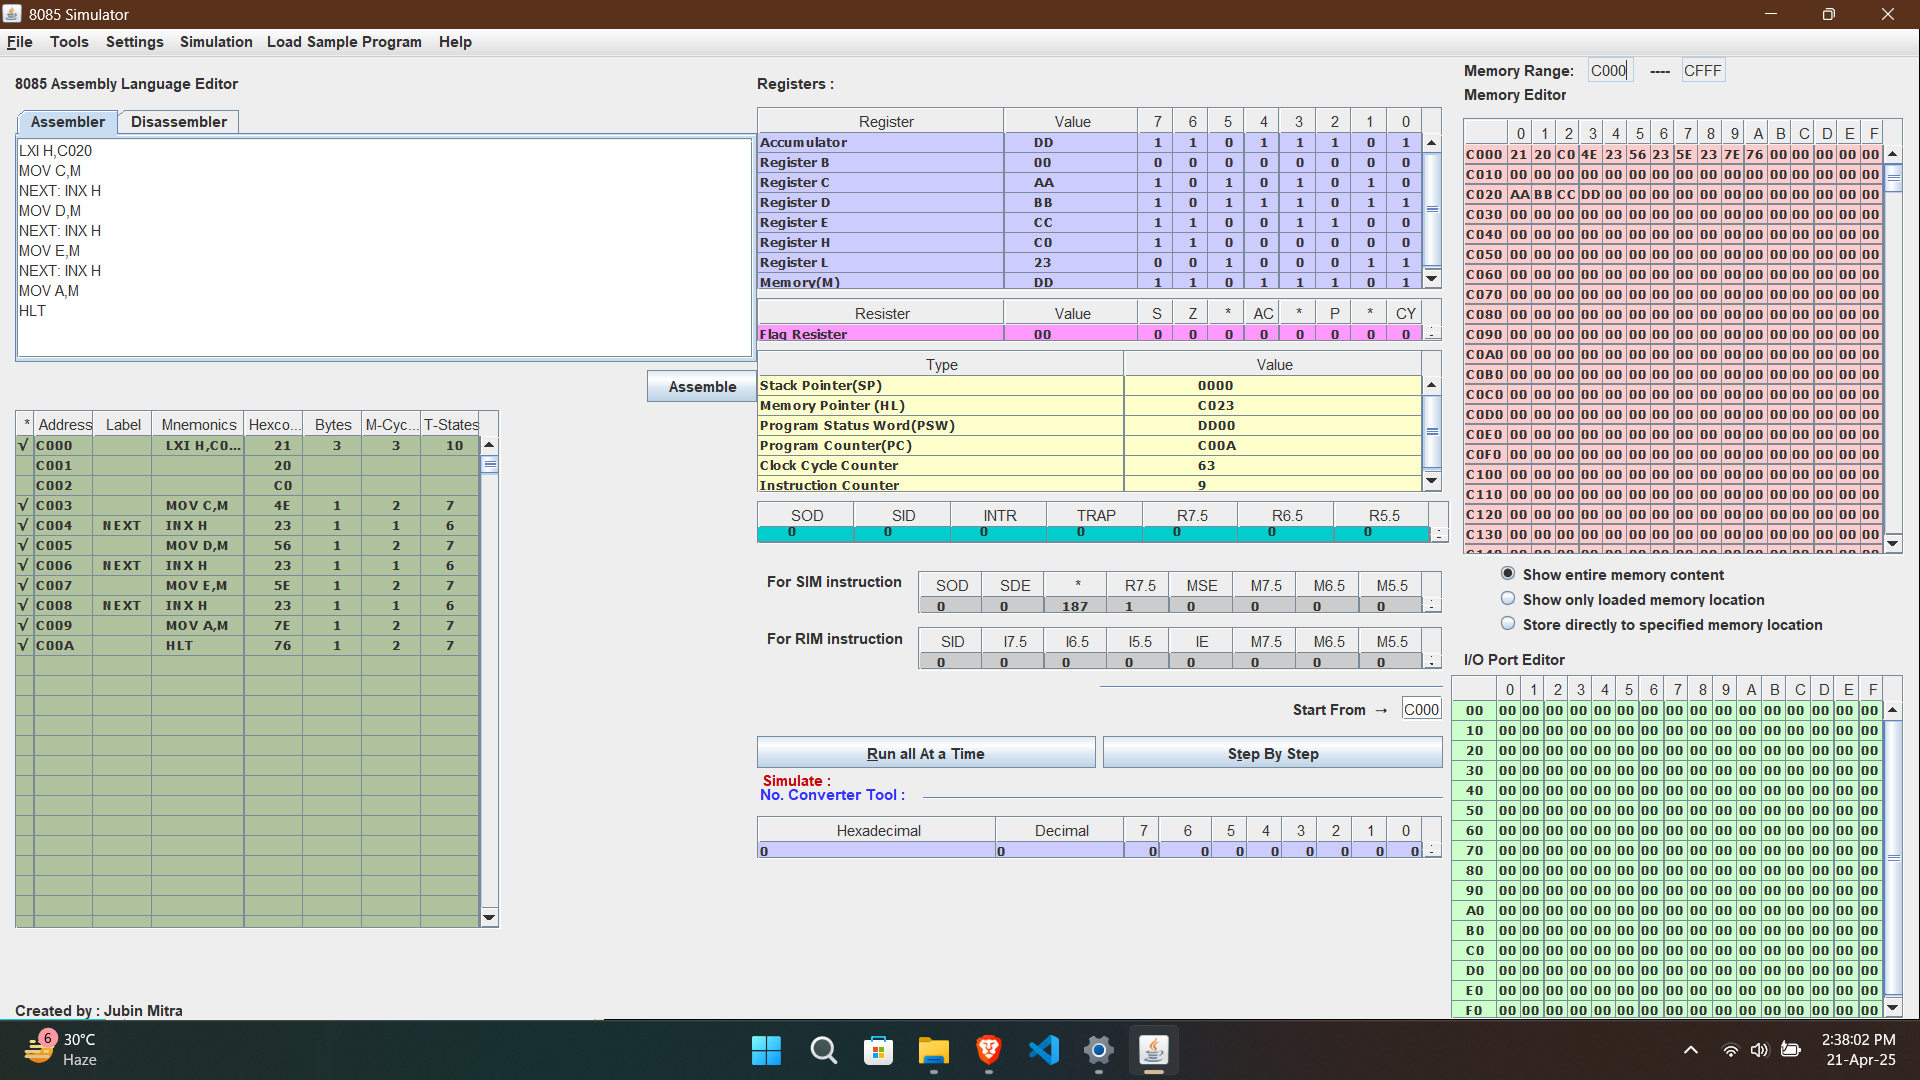 8085 Simulator
File Tools Settings Simulation Load Sample Program Help
8085 Assembly Language Editor
Assembler Disassembler
LXI H,C020
MOV C,M
NEXT: INX H
MOV D,M
NEXT: INX H
MOV E,M
NEXT: INX H
MOV A,M
HLT
Assemble
* Address Label Mnemonics Hexco... Bytes M-Cyc... T-States
√ C000 LXI H,C0... 21 3 3 10
C001 20
C002 C0
√ C003 MOV C,M 4E 1 2 7
√ C004 NEXT INX H 23 1 1 6
√ C005 MOV D,M 56 1 2 7
√ C006 NEXT INX H 23 1 1 6
√ C007 MOV E,M 5E 1 2 7
√ C008 NEXT INX H 23 1 1 6
√ C009 MOV A,M 7E 1 2 7
√ C00A HLT 76 1 2 7
Created by : Jubin Mitra
Registers :
Register Value 7 6 5 4 3 2 1 0
Accumulator DD 1 1 0 1 1 1 0 1
Register B 00 0 0 0 0 0 0 0 0
Register C AA 1 0 1 0 1 0 1 0
Register D BB 1 0 1 1 1 0 1 1
Register E CC 1 1 0 0 1 1 0 0
Register H C0 1 1 0 0 0 0 0 0
Register L 23 0 0 1 0 0 0 1 1
Memory(M) DD 1 1 0 1 1 1 0 1
Resister Value S Z * AC * P * CY
Flag Resister 00 0 0 0 0 0 0 0 0
Type Value
Stack Pointer(SP) 0000
Memory Pointer (HL) C023
Program Status Word(PSW) DD00
Program Counter(PC) C00A
Clock Cycle Counter 63
Instruction Counter 9
SOD SID INTR TRAP R7.5 R6.5 R5.5
0 0 0 0 0 0 0
For SIM instruction
SOD SDE * R7.5 MSE M7.5 M6.5 M5.5
0 0 187 1 0 0 0 0
For RIM instruction
SID I7.5 I6.5 I5.5 IE M7.5 M6.5 M5.5
0 0 0 0 0 0 0 0
Start From → C000
Run all At a Time Step By Step
Simulate :
No. Converter Tool :
Hexadecimal Decimal 7 6 5 4 3 2 1 0
0 0 0 0 0 0 0 0 0 0
Memory Range: C000 ---- CFFF
Memory Editor
0 1 2 3 4 5 6 7 8 9 A B C D E F
C000 21 20 C0 4E 23 56 23 5E 23 7E 76 00 00 00 00 00
C010 00 00 00 00 00 00 00 00 00 00 00 00 00 00 00 00
C020 AA BB CC DD 00 00 00 00 00 00 00 00 00 00 00 00
C030 00 00 00 00 00 00 00 00 00 00 00 00 00 00 00 00
C040 00 00 00 00 00 00 00 00 00 00 00 00 00 00 00 00
C050 00 00 00 00 00 00 00 00 00 00 00 00 00 00 00 00
C060 00 00 00 00 00 00 00 00 00 00 00 00 00 00 00 00
C070 00 00 00 00 00 00 00 00 00 00 00 00 00 00 00 00
C080 00 00 00 00 00 00 00 00 00 00 00 00 00 00 00 00
C090 00 00 00 00 00 00 00 00 00 00 00 00 00 00 00 00
C0A0 00 00 00 00 00 00 00 00 00 00 00 00 00 00 00 00
C0B0 00 00 00 00 00 00 00 00 00 00 00 00 00 00 00 00
C0C0 00 00 00 00 00 00 00 00 00 00 00 00 00 00 00 00
C0D0 00 00 00 00 00 00 00 00 00 00 00 00 00 00 00 00
C0E0 00 00 00 00 00 00 00 00 00 00 00 00 00 00 00 00
C0F0 00 00 00 00 00 00 00 00 00 00 00 00 00 00 00 00
C100 00 00 00 00 00 00 00 00 00 00 00 00 00 00 00 00
C110 00 00 00 00 00 00 00 00 00 00 00 00 00 00 00 00
C120 00 00 00 00 00 00 00 00 00 00 00 00 00 00 00 00
C130 00 00 00 00 00 00 00 00 00 00 00 00 00 00 00 00
Show entire memory content
Show only loaded memory location
Store directly to specified memory location
I/O Port Editor
0 1 2 3 4 5 6 7 8 9 A B C D E F
00 00 00 00 00 00 00 00 00 00 00 00 00 00 00 00 00
10 00 00 00 00 00 00 00 00 00 00 00 00 00 00 00 00
20 00 00 00 00 00 00 00 00 00 00 00 00 00 00 00 00
30 00 00 00 00 00 00 00 00 00 00 00 00 00 00 00 00
40 00 00 00 00 00 00 00 00 00 00 00 00 00 00 00 00
50 00 00 00 00 00 00 00 00 00 00 00 00 00 00 00 00
60 00 00 00 00 00 00 00 00 00 00 00 00 00 00 00 00
70 00 00 00 00 00 00 00 00 00 00 00 00 00 00 00 00
80 00 00 00 00 00 00 00 00 00 00 00 00 00 00 00 00
90 00 00 00 00 00 00 00 00 00 00 00 00 00 00 00 00
A0 00 00 00 00 00 00 00 00 00 00 00 00 00 00 00 00
B0 00 00 00 00 00 00 00 00 00 00 00 00 00 00 00 00
C0 00 00 00 00 00 00 00 00 00 00 00 00 00 00 00 00
D0 00 00 00 00 00 00 00 00 00 00 00 00 00 00 00 00
E0 00 00 00 00 00 00 00 00 00 00 00 00 00 00 00 00
F0 00 00 00 00 00 00 00 00 00 00 00 00 00 00 00 00
6
30°C
Haze
2:38:02 PM
21-Apr-25